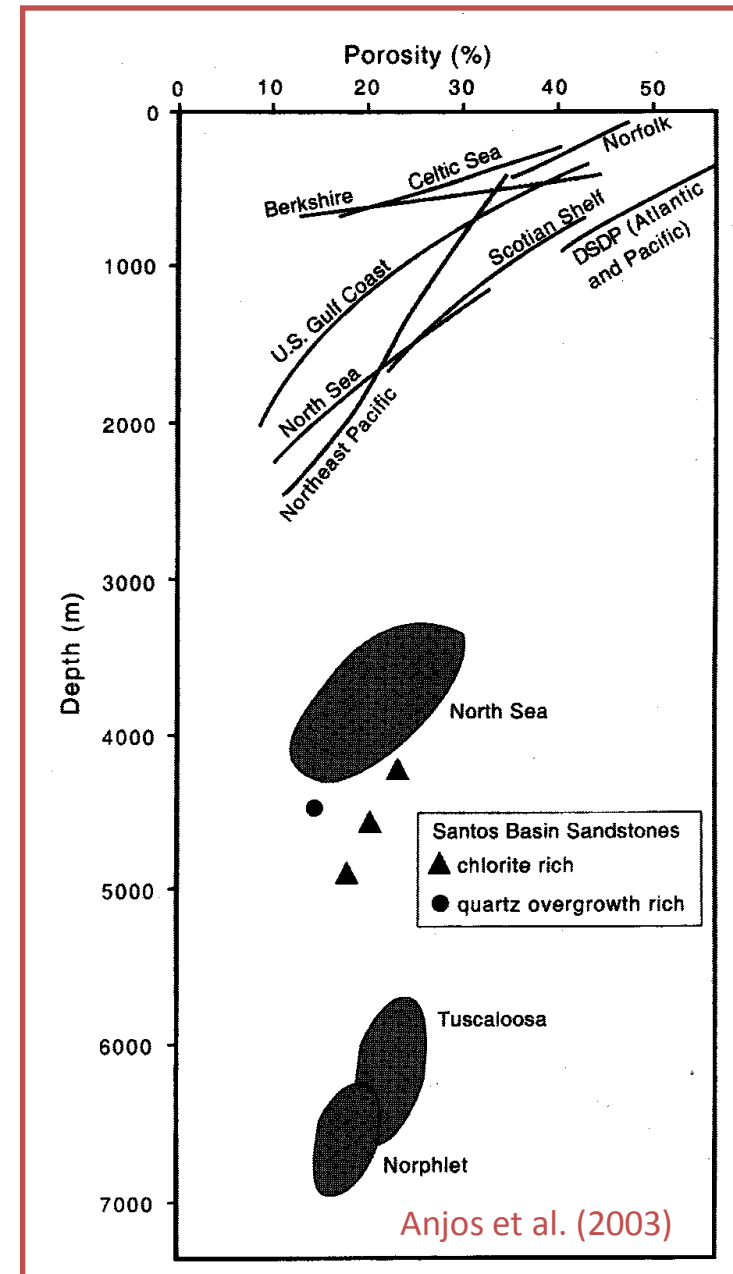 Porosity (%)
0 10 20 30 40 50
0
Norfolk
Celtic Sea
Berkshire
Scotian Shelf
DSDP (Atlantic
and Pacific)
1000
U.S. Gulf Coast
North Sea
2000
Northeast Pacific
3000
Depth (m)
North Sea
4000
Santos Basin Sandstones
chlorite rich
5000
quartz overgrowth rich
Tuscaloosa
6000
Norphlet
7000
Anjos et al. (2003)